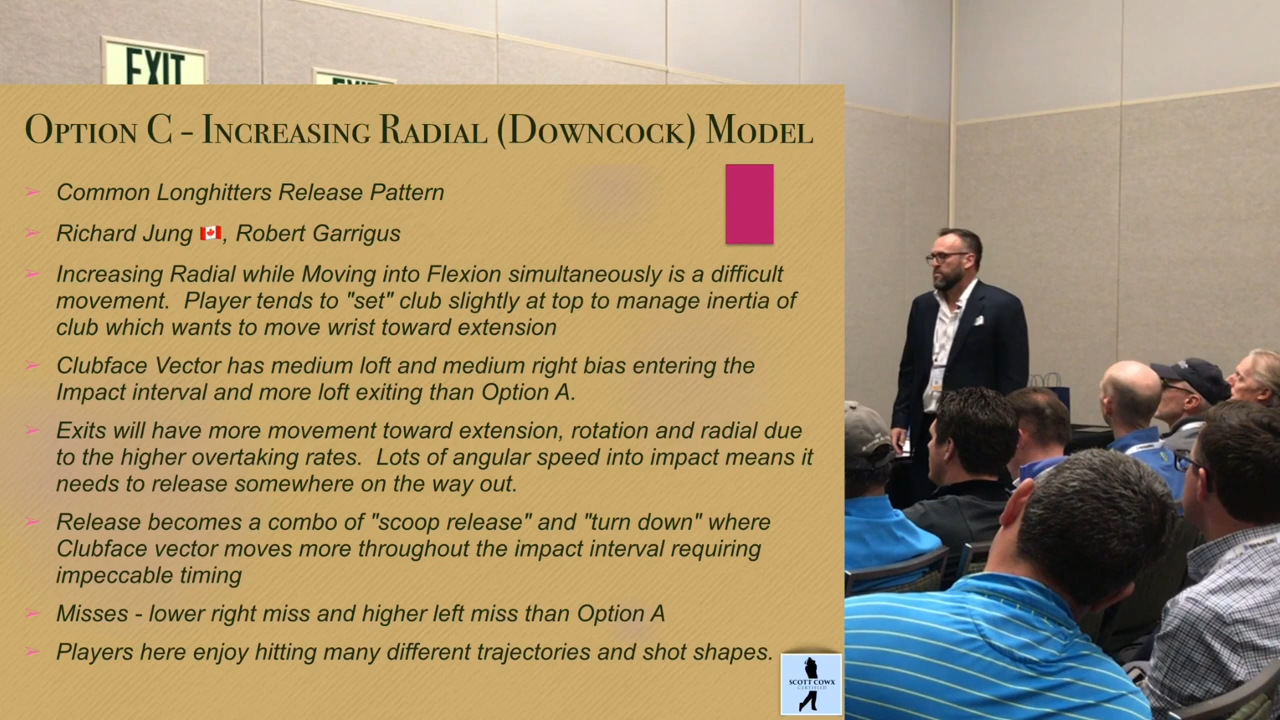 EXIT
EXIT
Option C - Increasing Radial (Downcock) Model
➢ Common Longhitters Release Pattern
➢ Richard Jung 🇨🇦, Robert Garrigus
➢ Increasing Radial while Moving into Flexion simultaneously is a difficult
movement.  Player tends to "set" club slightly at top to manage inertia of
club which wants to move wrist toward extension
➢ Clubface Vector has medium loft and medium right bias entering the
Impact interval and more loft exiting than Option A.
➢ Exits will have more movement toward extension, rotation and radial due
to the higher overtaking rates.  Lots of angular speed into impact means it
needs to release somewhere on the way out.
➢ Release becomes a combo of "scoop release" and "turn down" where
Clubface vector moves more throughout the impact interval requiring
impeccable timing
➢ Misses - lower right miss and higher left miss than Option A
➢ Players here enjoy hitting many different trajectories and shot shapes.
SCOTT COWX
CERTIFIED